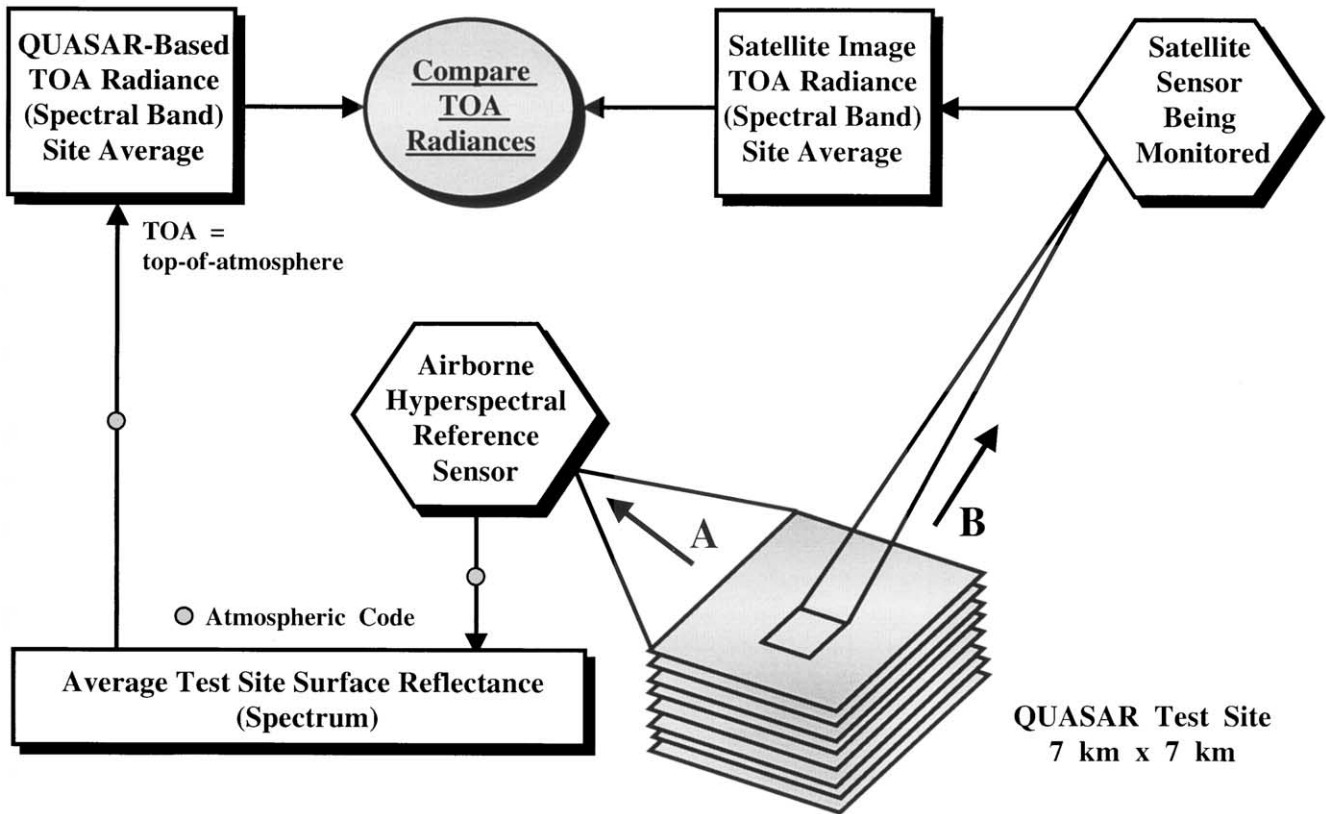 QUASAR-Based
TOA Radiance
(Spectral Band)
Site Average
Compare
TOA
Radiances
Satellite Image
TOA Radiance
(Spectral Band)
Site Average
Satellite
Sensor
Being
Monitored
TOA =
top-of-atmosphere
Airborne
Hyperspectral
Reference
Sensor
A
B
Atmospheric Code
Average Test Site Surface Reflectance
(Spectrum)
QUASAR Test Site
7 km x 7 km